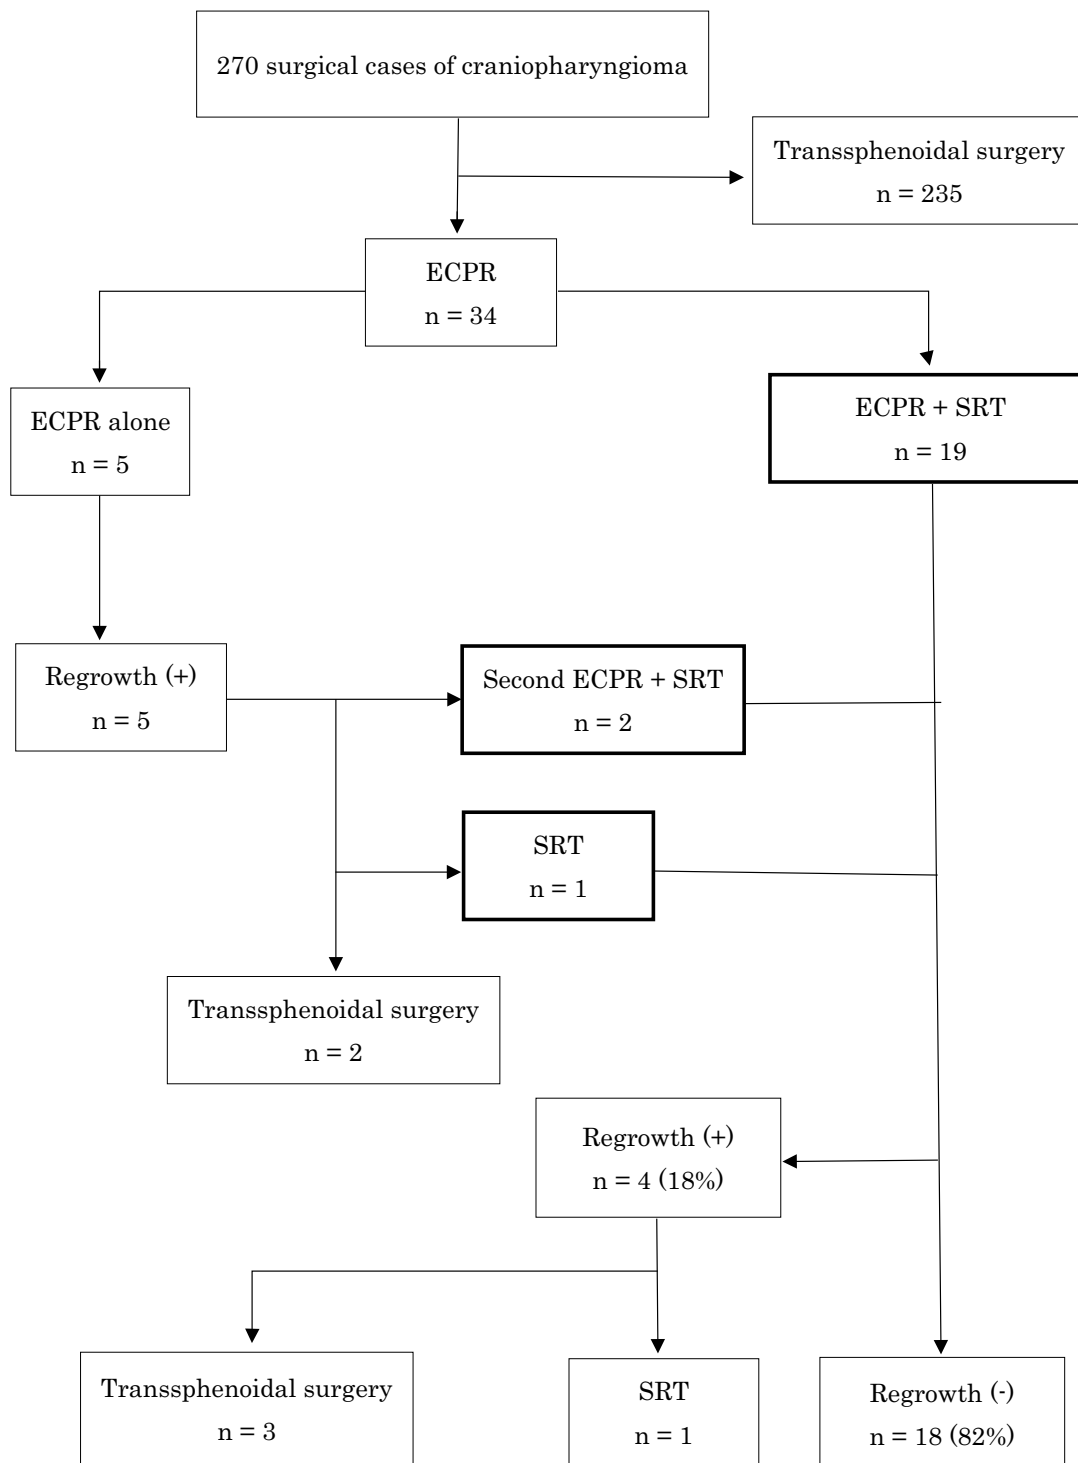 270 surgical cases of craniopharyngioma
Transsphenoidal surgery
n = 235
ECPR
n = 34
ECPR alone
n = 5
ECPR + SRT
n = 19
Regrowth (+)
n = 5
Second ECPR + SRT
n = 2
SRT
n = 1
Transsphenoidal surgery
n = 2
Regrowth (+)
n = 4 (18%)
Transsphenoidal surgery
n = 3
SRT
n = 1
Regrowth (-)
n = 18 (82%)